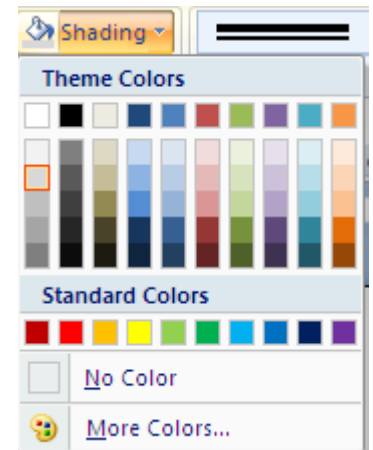 Shading
Theme Colors
Standard Colors
No Color
More Colors...